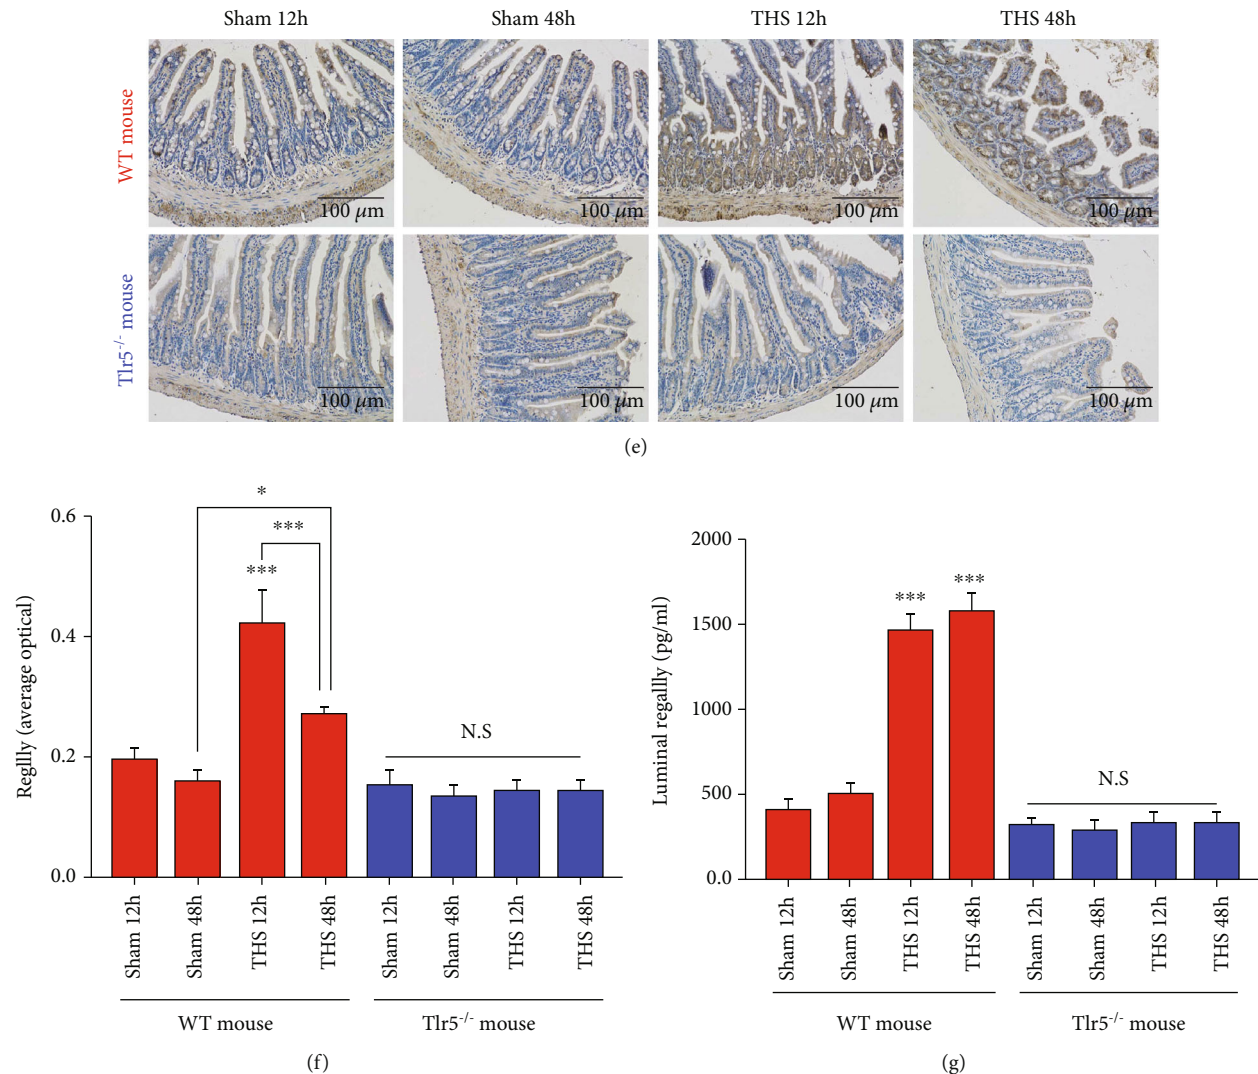 Sham 12h Sham 48h THS 12h THS 48h
WT mouse
100 μm 100 μm 100 μm 100 μm
Tlr5-/- mouse
100 μm 100 μm 100 μm 100 μm
(e)
RegIIIy (average optical)
0.6
0.4
0.2
0.0
*
***
***
N.S
Sham 12h Sham 48h THS 12h THS 48h Sham 12h Sham 48h THS 12h THS 48h
WT mouse Tlr5-/- mouse
(f)
Luminal regaIIIy (pg/ml)
2000
1500
1000
500
0.0
*** ***
N.S
Sham 12h Sham 48h THS 12h THS 48h Sham 12h Sham 48h THS 12h THS 48h
WT mouse Tlr5-/- mouse
(g)